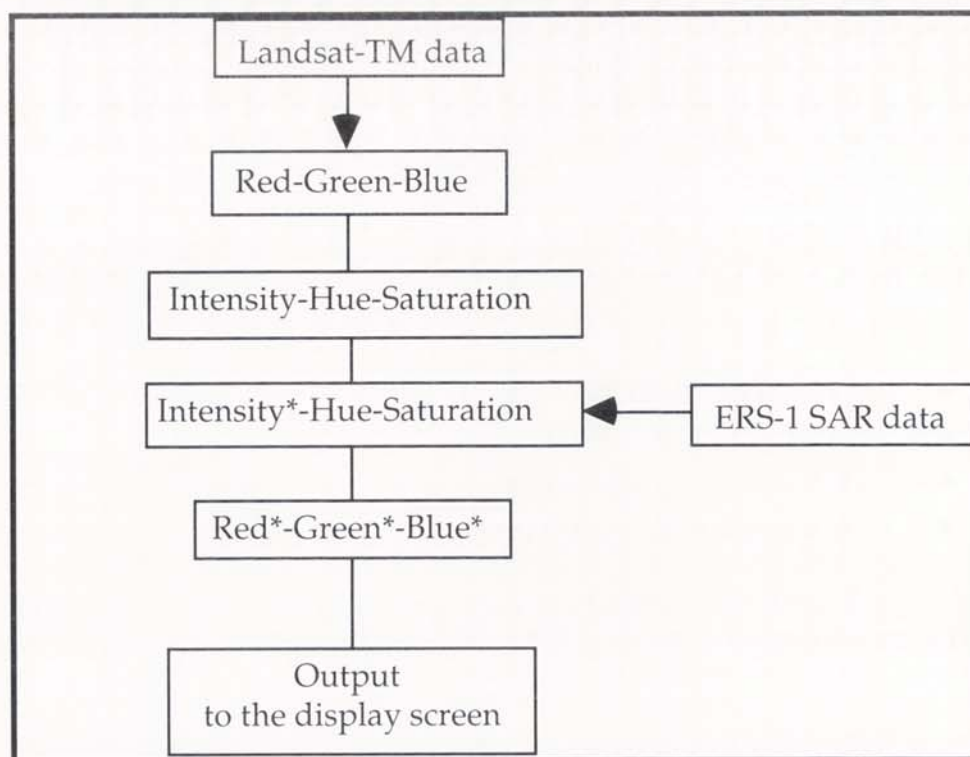 Landsat-TM data
Red-Green-Blue
Intensity-Hue-Saturation
Intensity*-Hue-Saturation
ERS-1 SAR data
Red*-Green*-Blue*
Output
to the display screen